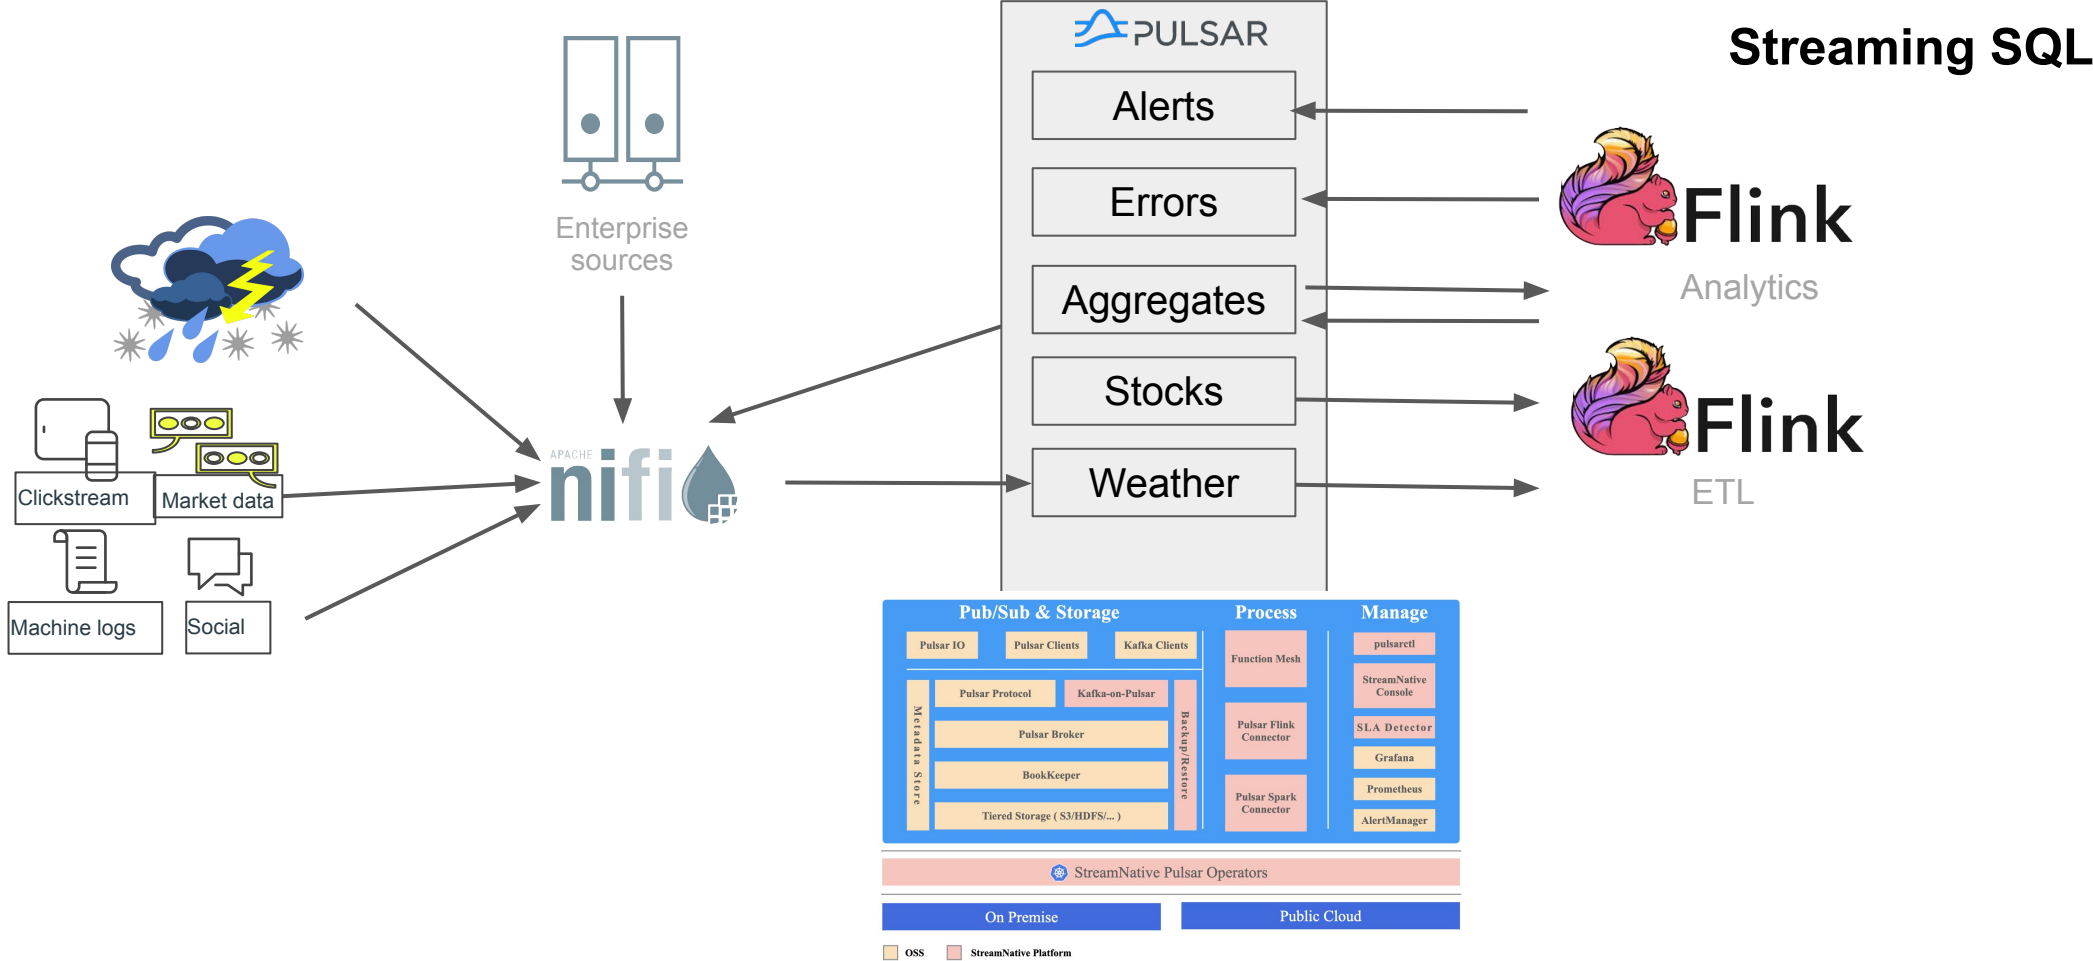 Streaming SQL
PULSAR
Alerts
Errors
Aggregates
Stocks
Weather
Enterprise
sources
Clickstream
Market data
Machine logs
Social
APACHE
nifi
Flink
Analytics
Flink
ETL
Pub/Sub & Storage
Process
Manage
Pulsar IO
Pulsar Clients
Kafka Clients
Metadata Store
Pulsar Protocol
Kafka-on-Pulsar
Pulsar Broker
BookKeeper
Tiered Storage ( S3/HDFS/... )
Backup/Restore
Function Mesh
Pulsar Flink
Connector
Pulsar Spark
Connector
pulsarctl
StreamNative
Console
SLA Detector
Grafana
Prometheus
AlertManager
StreamNative Pulsar Operators
On Premise
Public Cloud
OSS
StreamNative Platform